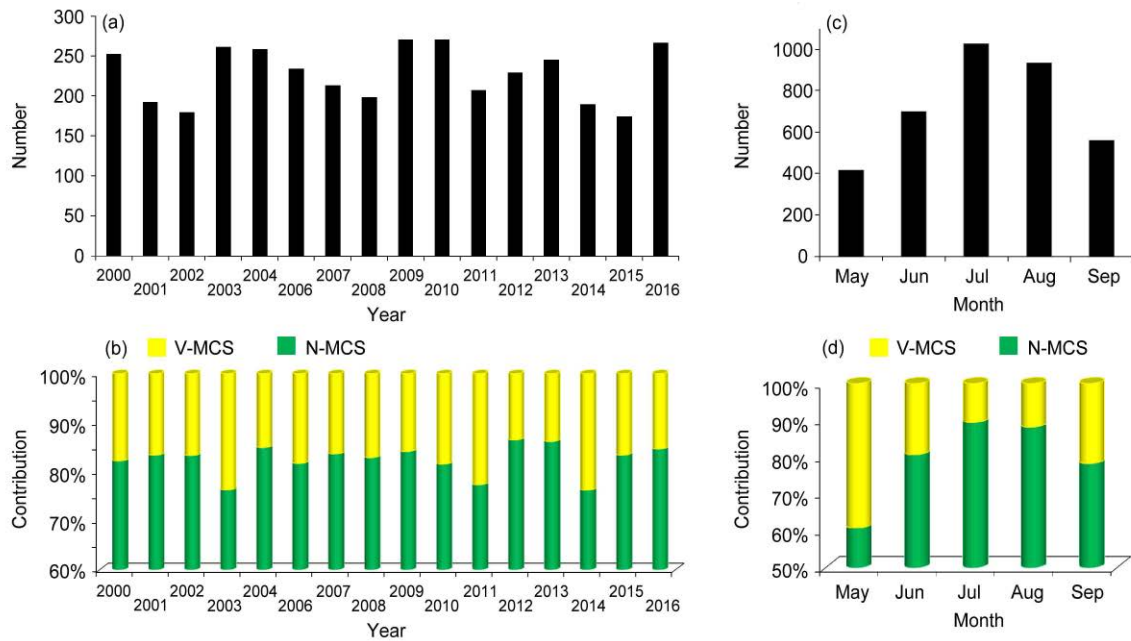 (a)
Number
300
250
200
150
100
50
0
2000 2002 2004 2007 2009 2011 2013 2015
2001 2003 2006 2008 2010 2012 2014 2016
Year
(c)
Number
1000
800
600
400
200
0
May Jun Jul Aug Sep
Month
(b) V-MCS N-MCS
Contribution
100%
90%
80%
70%
60%
2000 2002 2004 2007 2009 2011 2013 2015
2001 2003 2006 2008 2010 2012 2014 2016
Year
(d) V-MCS N-MCS
Contribution
100%
90%
80%
70%
60%
50%
May Jun Jul Aug Sep
Month